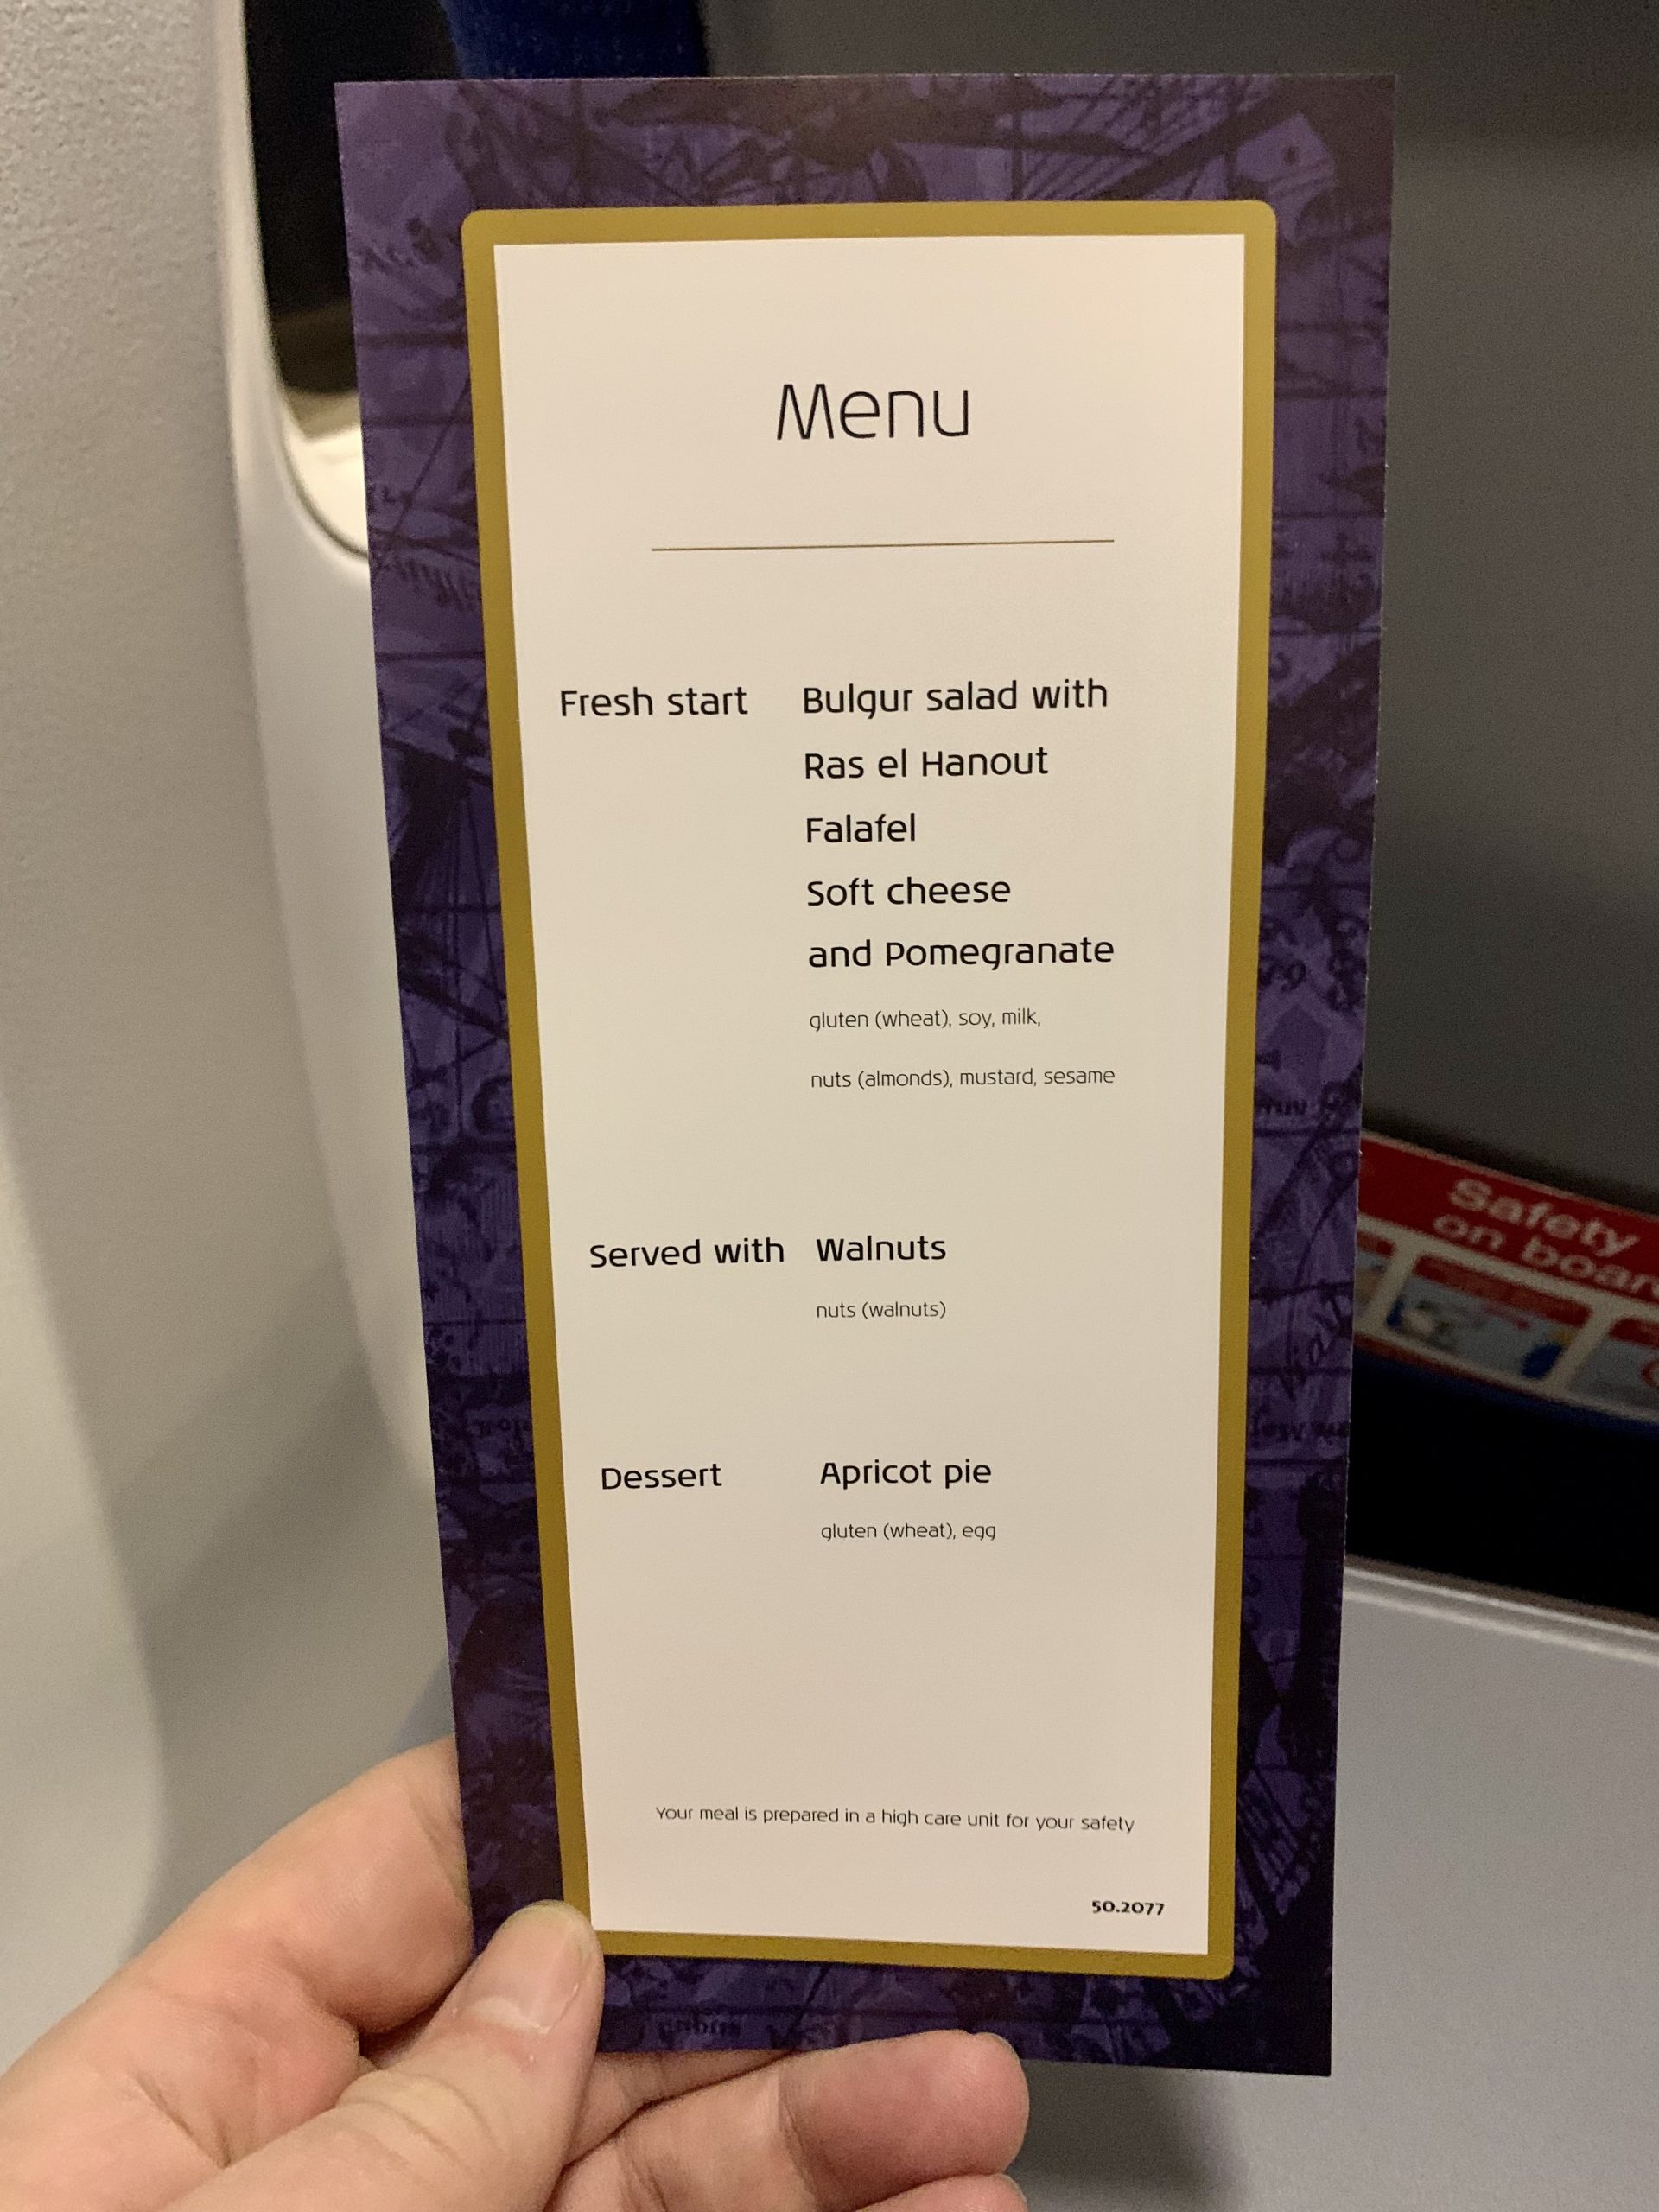 Menu
Fresh start Bulgur salad with
Ras el Hanout
Falafel
Soft cheese
and Pomegranate
gluten (wheat), soy, milk,
nuts (almonds), mustard, sesame
Served with Walnuts
nuts (walnuts)
Dessert Apricot pie
gluten (wheat), egg
Your meal is prepared in a high care unit for your safety
50.2077
Safety
on